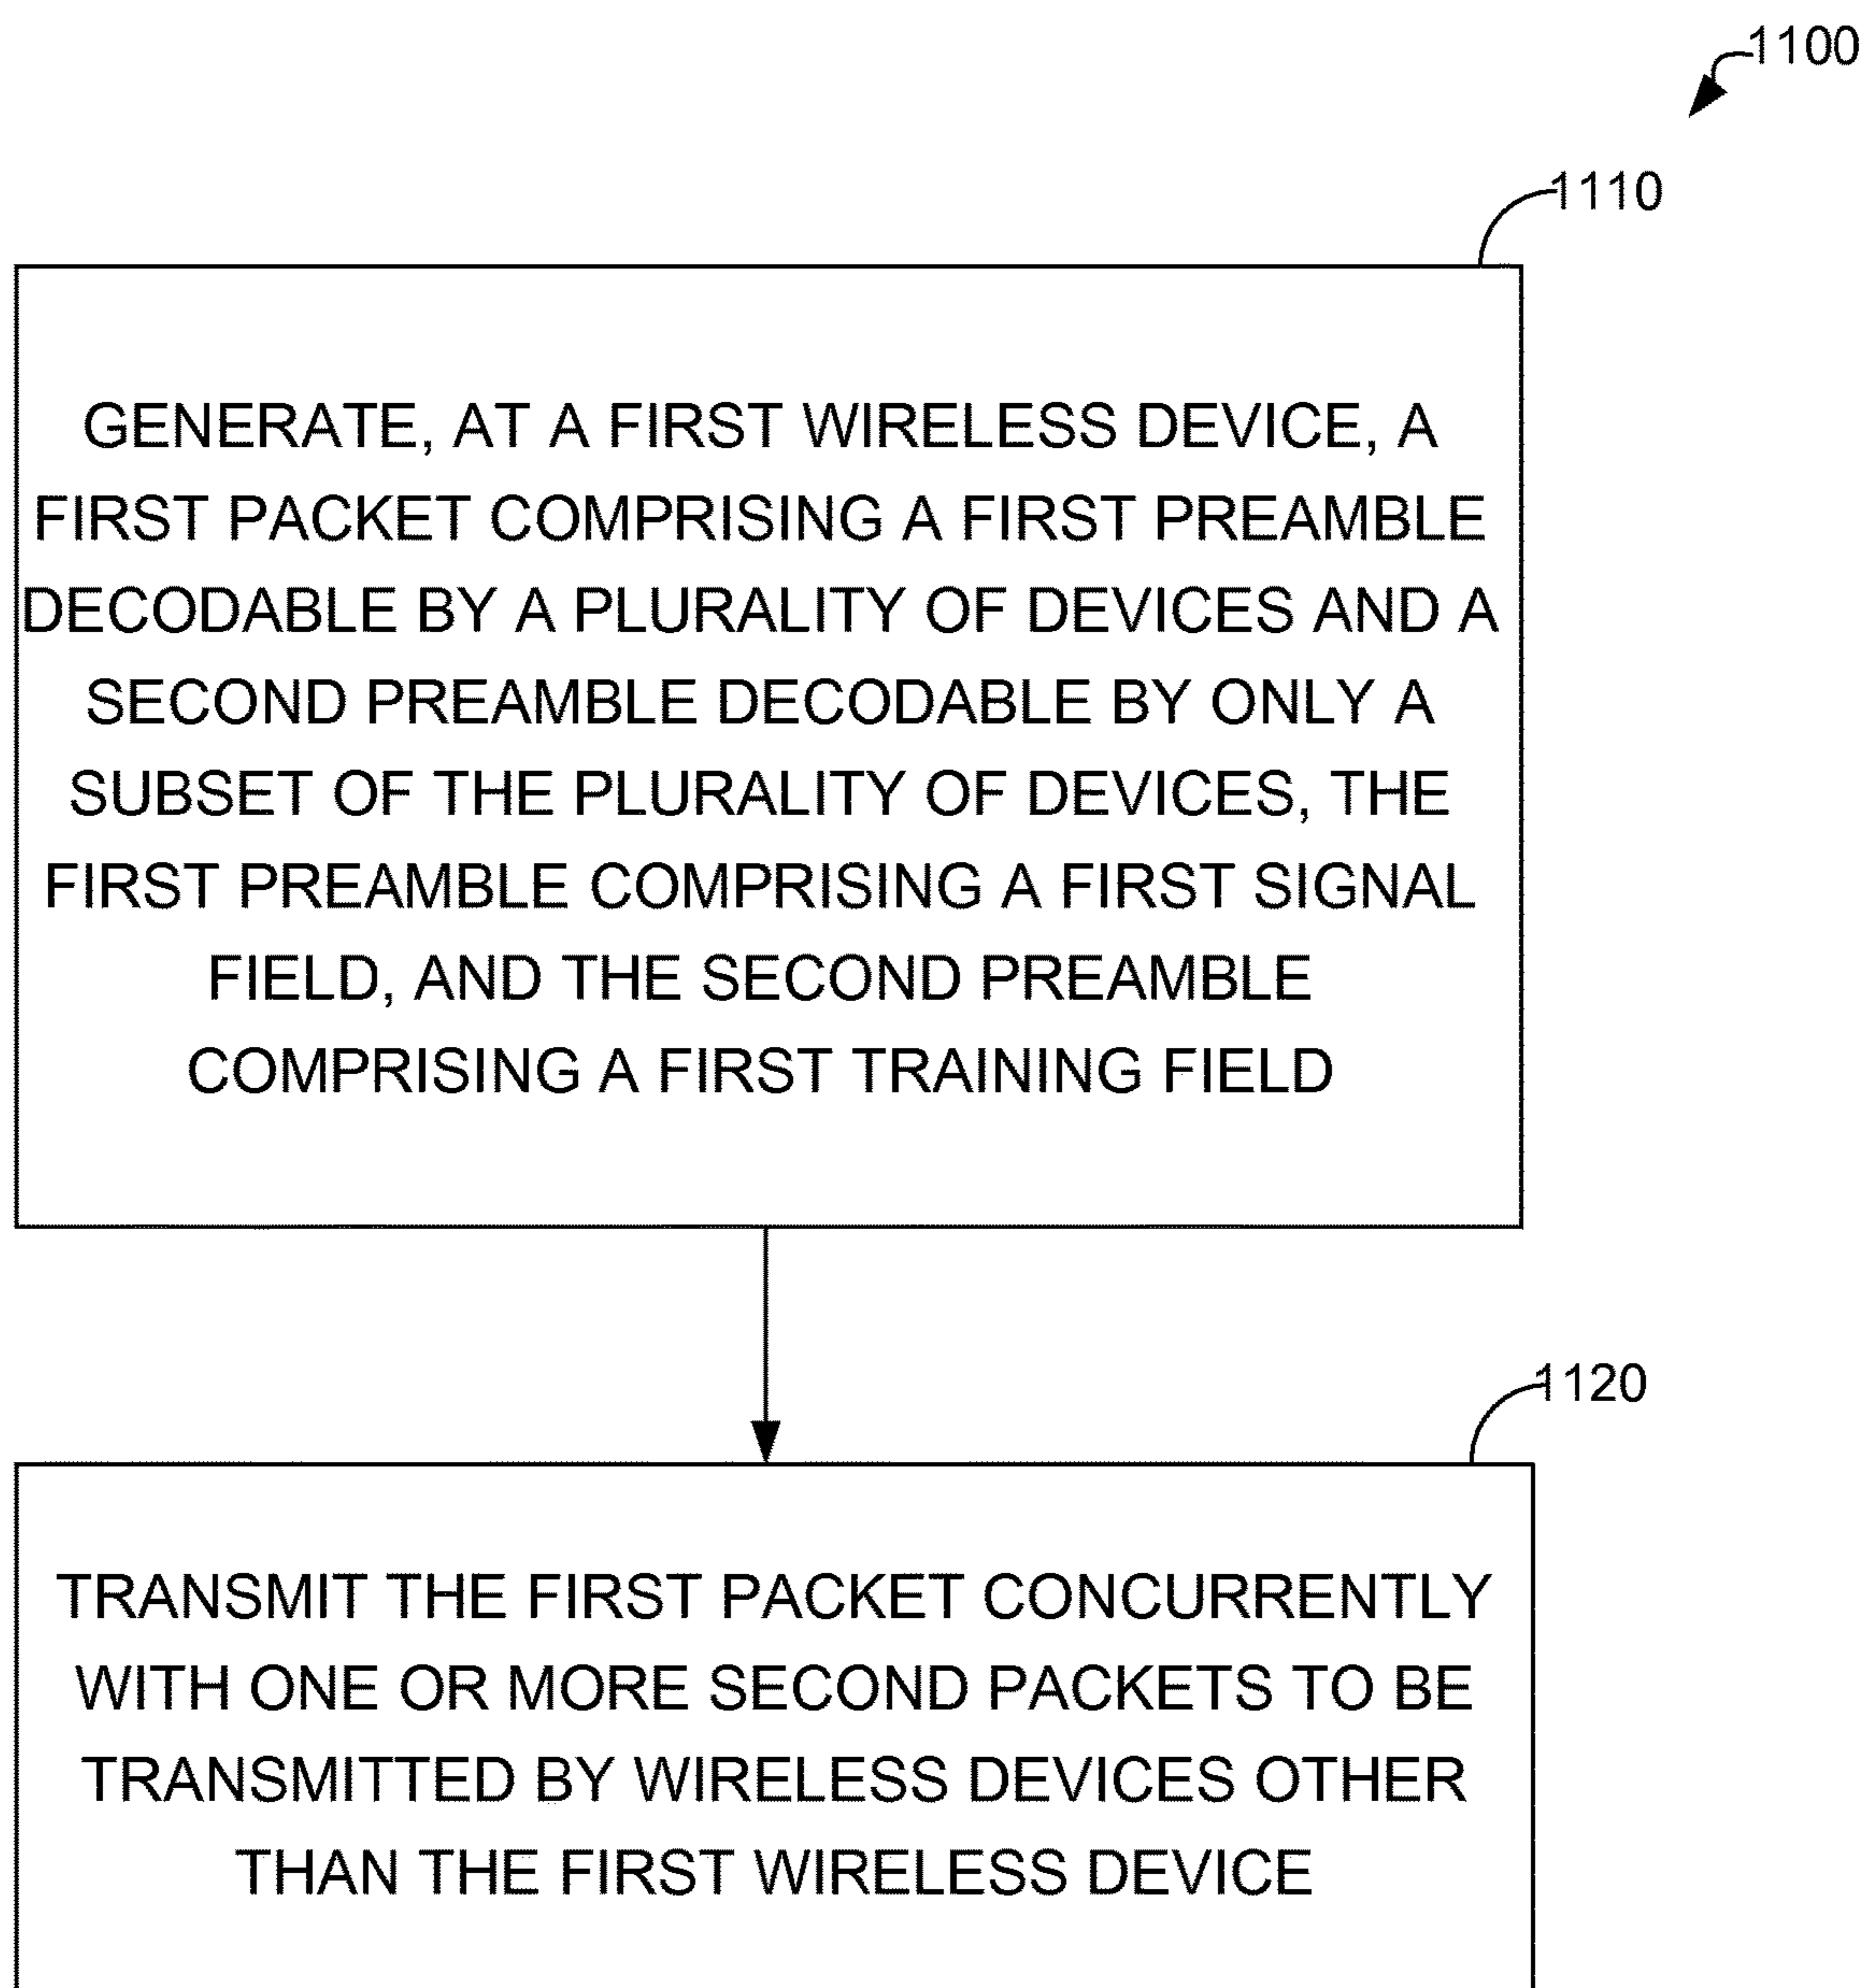 1100
1110
GENERATE, AT A FIRST WIRELESS DEVICE, A
FIRST PACKET COMPRISING A FIRST PREAMBLE
DECODABLE BY A PLURALITY OF DEVICES AND A
SECOND PREAMBLE DECODABLE BY ONLY A
SUBSET OF THE PLURALITY OF DEVICES, THE
FIRST PREAMBLE COMPRISING A FIRST SIGNAL
FIELD, AND THE SECOND PREAMBLE
COMPRISING A FIRST TRAINING FIELD
1120
TRANSMIT THE FIRST PACKET CONCURRENTLY
WITH ONE OR MORE SECOND PACKETS TO BE
TRANSMITTED BY WIRELESS DEVICES OTHER
THAN THE FIRST WIRELESS DEVICE